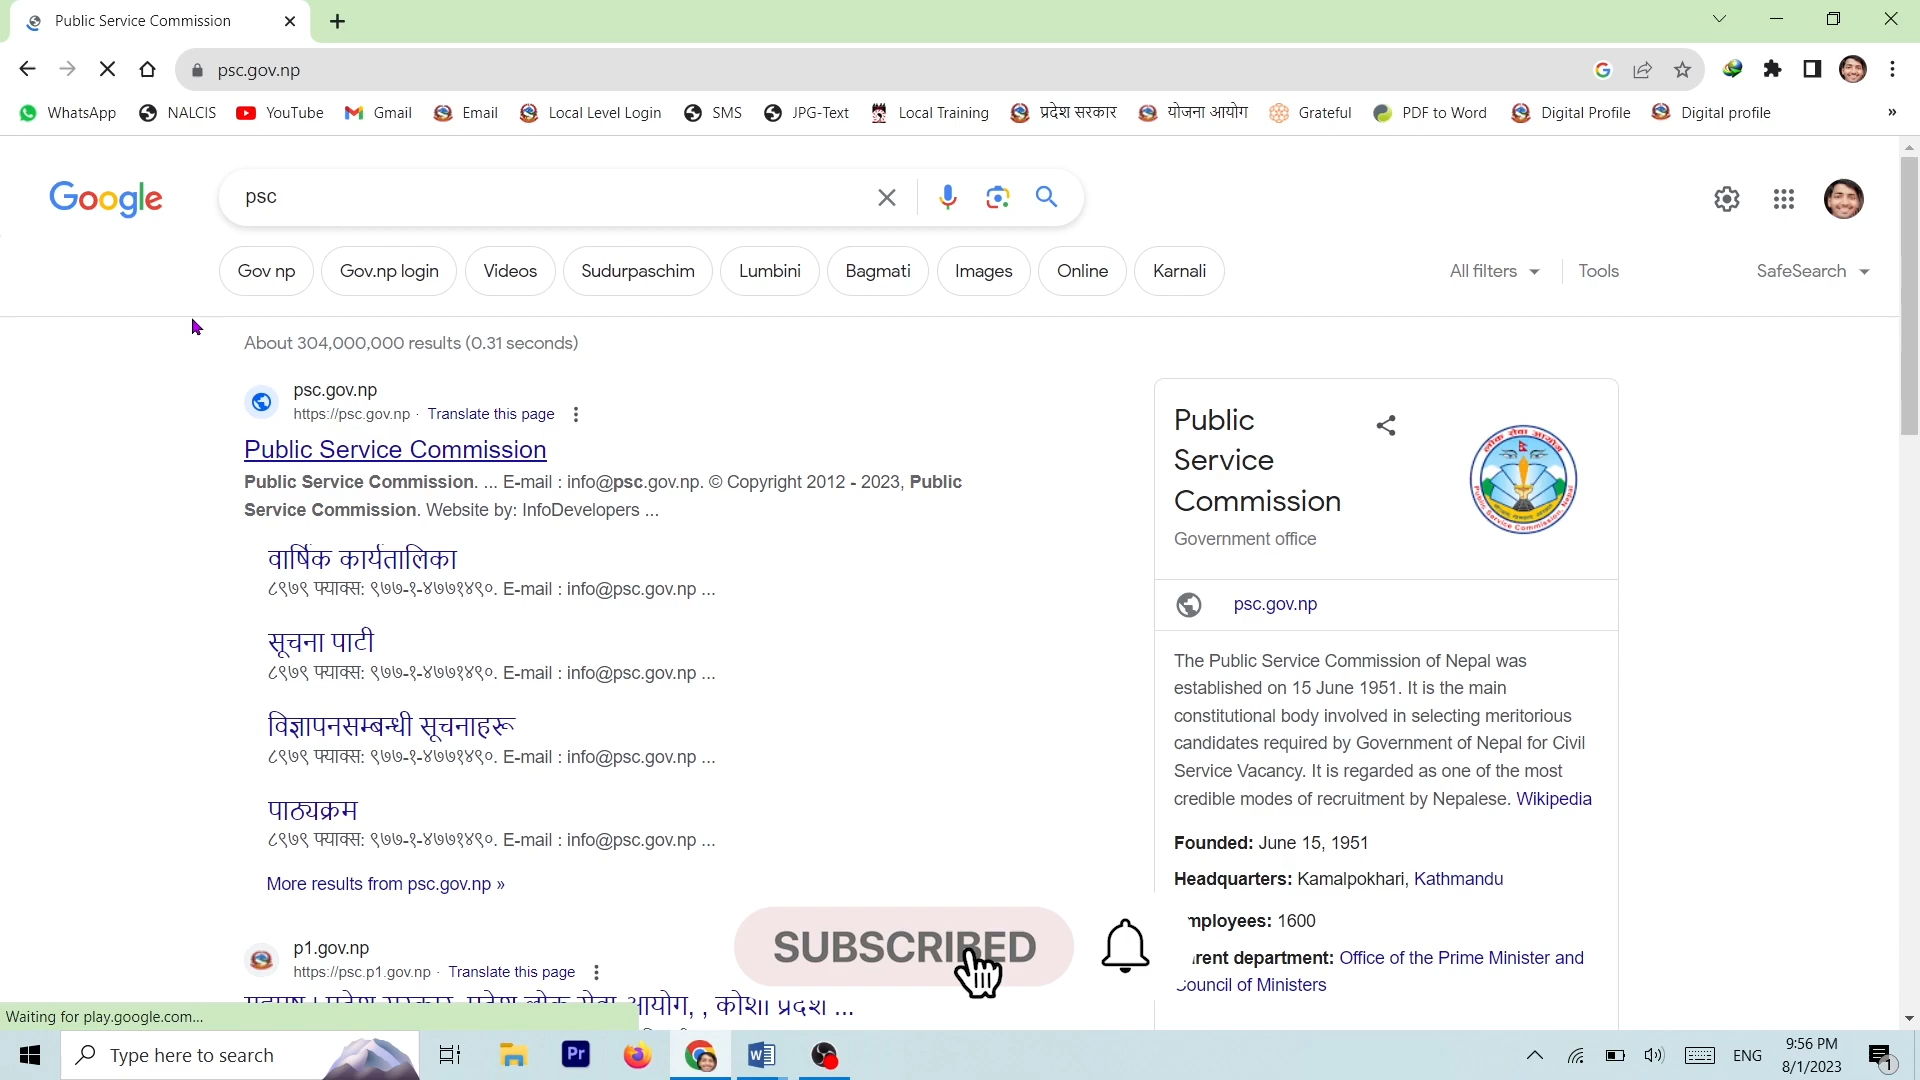 Public Service Commission
psc.gov.np
WhatsApp NALCIS YouTube Gmail Email Local Level Login SMS JPG-Text Local Training प्रदेश सरकार योजना आयोग Grateful PDF to Word Digital Profile Digital profile »
Google psc
Gov np Gov.np login Videos Sudurpaschim Lumbini Bagmati Images Online Karnali All filters Tools SafeSearch
About 304,000,000 results (0.31 seconds)
psc.gov.np
https://psc.gov.np · Translate this page
Public Service Commission
Public Service Commission. ... E-mail : info@psc.gov.np. © Copyright 2012 - 2023, Public
Service Commission. Website by: InfoDevelopers ...
वार्षिक कार्यतालिका
८९७९ फ्याक्स: ९७७-१-४७७१४९०. E-mail : info@psc.gov.np ...
सूचना पाटी
८९७९ फ्याक्स: ९७७-१-४७७१४९०. E-mail : info@psc.gov.np ...
विज्ञापनसम्बन्धी सूचनाहरू
८९७९ फ्याक्स: ९७७-१-४७७१४९०. E-mail : info@psc.gov.np ...
पाठ्यक्रम
८९७९ फ्याक्स: ९७७-१-४७७१४९०. E-mail : info@psc.gov.np ...
More results from psc.gov.np »
p1.gov.np
https://psc.p1.gov.np · Translate this page
आयोग, , कोशी प्रदेश ...
Public
Service
Commission
Government office
psc.gov.np
The Public Service Commission of Nepal was
established on 15 June 1951. It is the main
constitutional body involved in selecting meritorious
candidates required by Government of Nepal for Civil
Service Vacancy. It is regarded as one of the most
credible modes of recruitment by Nepalese. Wikipedia
Founded: June 15, 1951
Headquarters: Kamalpokhari, Kathmandu
mployees: 1600
rent department: Office of the Prime Minister and
ouncil of Ministers
SUBSCRIBED
Waiting for play.google.com...
Type here to search Pr ENG 9:56 PM
8/1/2023 1